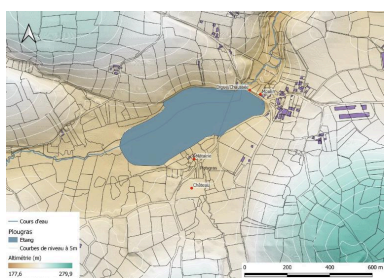 Château
Cours d'eau
Plougras
Etang
Courbes de niveau à 5m
Altimétrie (m)
177,6 279,9
0 200 400 600 m